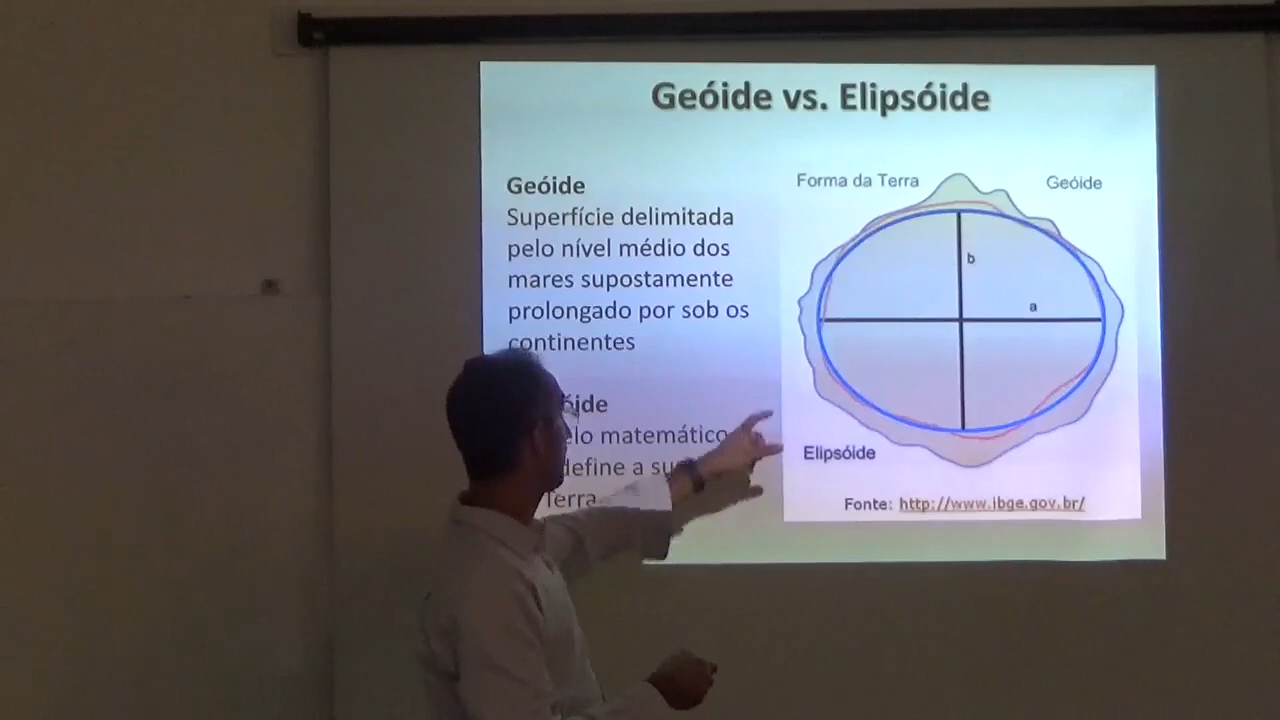 Geóide vs. Elipsóide
Geóide
Superfície delimitada
pelo nível médio dos
mares supostamente
prolongado por sob os
continentes
óide
elo matemático
define a su
Terra
Forma da Terra
Geóide
b
a
Elipsóide
Fonte: http://www.ibge.gov.br/